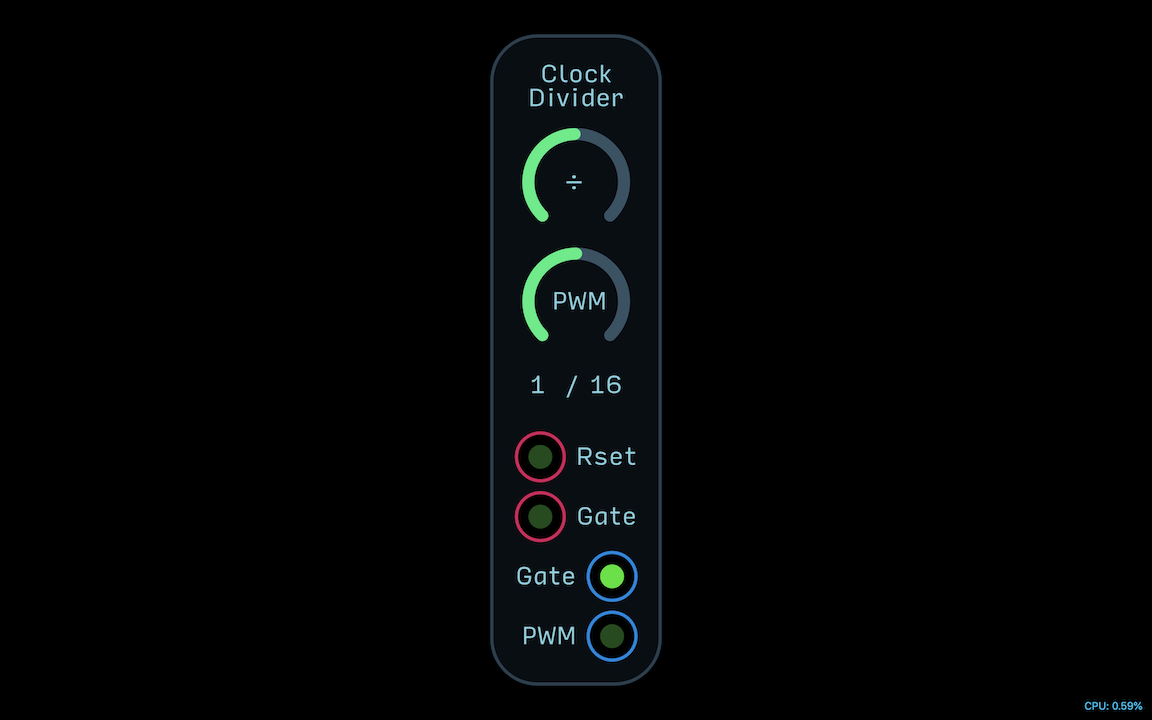 Clock
Divider
÷
PWM
1 / 16
Rset
Gate
Gate
PWM
CPU: 0.59%